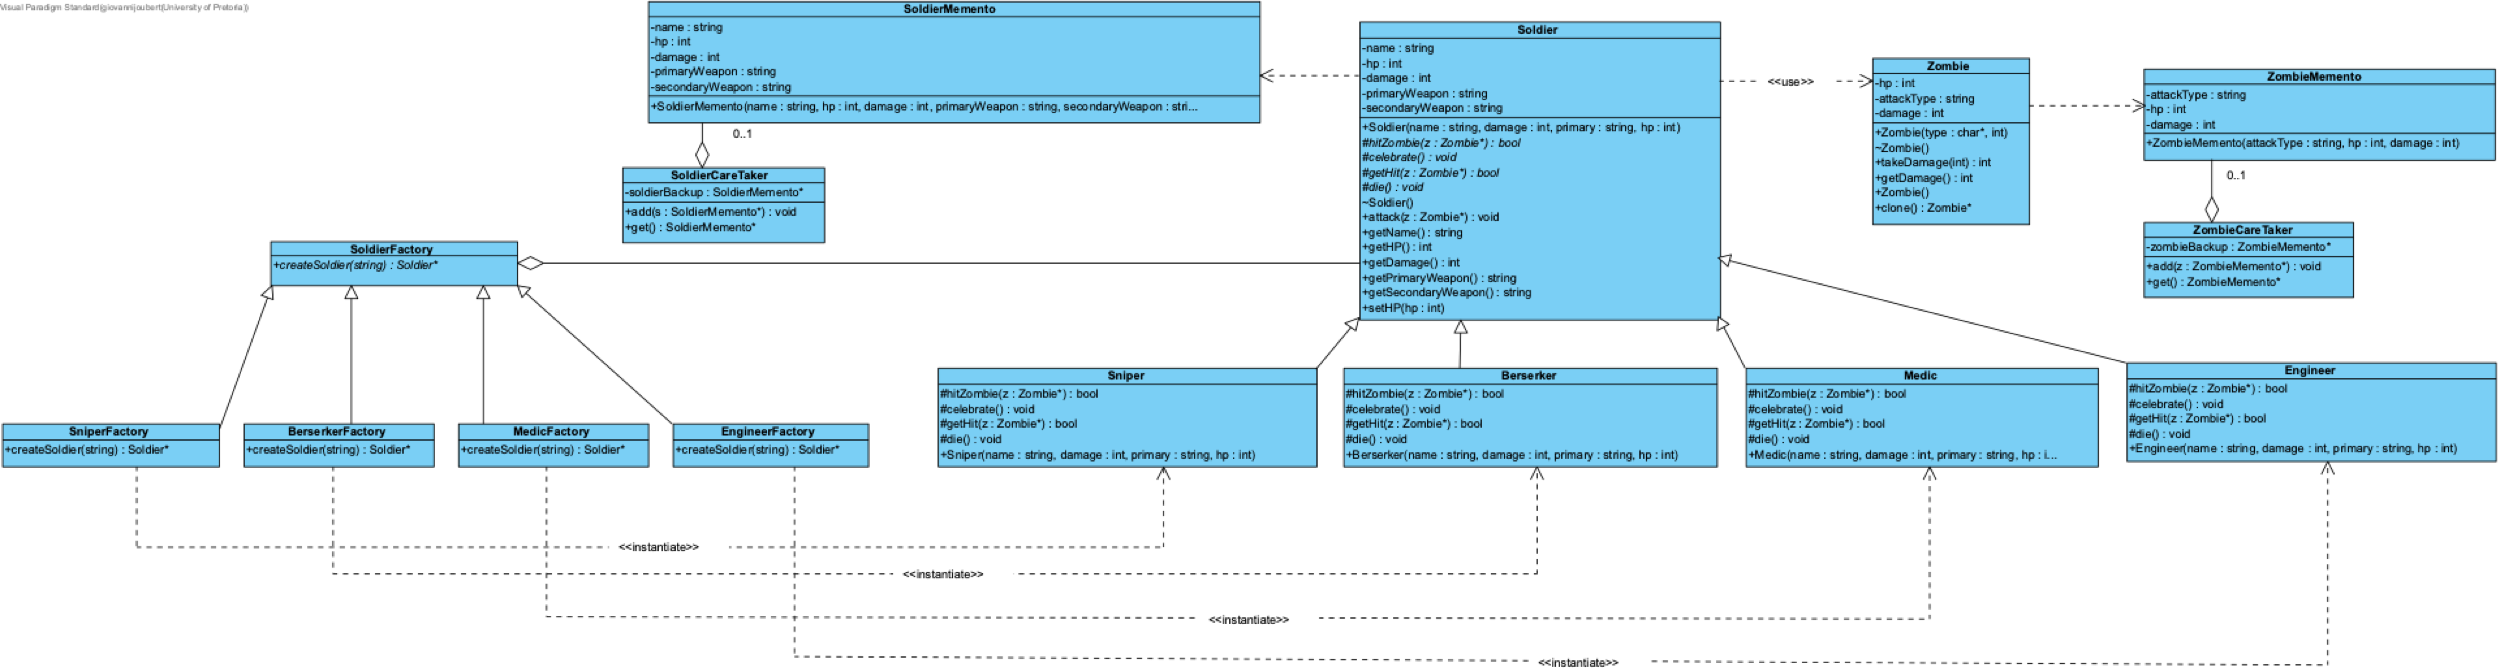 Visual Paradigm Standard(giovannijoubert(University of Pretoria))
SoldierMemento
-name : string
-hp : int
-damage : int
-primaryWeapon : string
-secondaryWeapon : string
+SoldierMemento(name : string, hp : int, damage : int, primaryWeapon : string, secondaryWeapon : stri...
0..1
SoldierCareTaker
-soldierBackup : SoldierMemento*
+add(s : SoldierMemento*) : void
+get() : SoldierMemento*
Soldier
-name : string
-hp : int
-damage : int
-primaryWeapon : string
-secondaryWeapon : string
+Soldier(name : string, damage : int, primary : string, hp : int)
#hitZombie(z : Zombie*) : bool
#celebrate() : void
#getHit(z : Zombie*) : bool
#die() : void
~Soldier()
+attack(z : Zombie*) : void
+getName() : string
+getHP() : int
+getDamage() : int
+getPrimaryWeapon() : string
+getSecondaryWeapon() : string
+setHP(hp : int)
<<use>>
Zombie
-hp : int
-attackType : string
-damage : int
+Zombie(type : char*, int)
~Zombie()
+takeDamage(int) : int
+getDamage() : int
+Zombie()
+clone() : Zombie*
ZombieMemento
-attackType : string
-hp : int
-damage : int
+ZombieMemento(attackType : string, hp : int, damage : int)
0..1
ZombieCareTaker
-zombieBackup : ZombieMemento*
+add(z : ZombieMemento*) : void
+get() : ZombieMemento*
SoldierFactory
+createSoldier(string) : Soldier*
SniperFactory
+createSoldier(string) : Soldier*
BerserkerFactory
+createSoldier(string) : Soldier*
MedicFactory
+createSoldier(string) : Soldier*
EngineerFactory
+createSoldier(string) : Soldier*
Sniper
#hitZombie(z : Zombie*) : bool
#celebrate() : void
#getHit(z : Zombie*) : bool
#die() : void
+Sniper(name : string, damage : int, primary : string, hp : int)
Berserker
#hitZombie(z : Zombie*) : bool
#celebrate() : void
#getHit(z : Zombie*) : bool
#die() : void
+Berserker(name : string, damage : int, primary : string, hp : int)
Medic
#hitZombie(z : Zombie*) : bool
#celebrate() : void
#getHit(z : Zombie*) : bool
#die() : void
+Medic(name : string, damage : int, primary : string, hp : i...
Engineer
#hitZombie(z : Zombie*) : bool
#celebrate() : void
#getHit(z : Zombie*) : bool
#die() : void
+Engineer(name : string, damage : int, primary : string, hp : int)
<<instantiate>>
<<instantiate>>
<<instantiate>>
<<instantiate>>